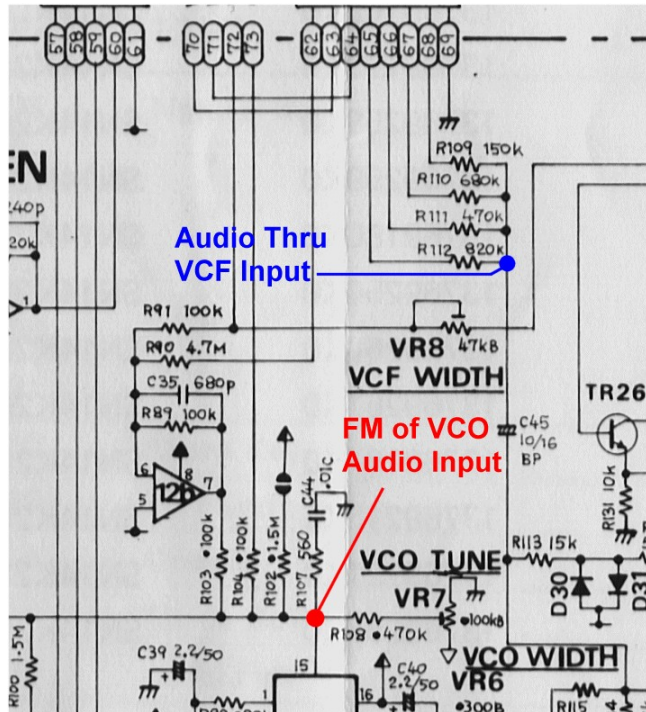 57 58 59 60 61
70 71 72 73
62 63 64 65 66 67 68 69
EN
240p
20k
1
R109 150k
R110 680k
R111 470k
R112 820k
Audio Thru
VCF Input
R91 100k
R90 4.7M
C35 680p
R89 100k
VR8 47kB
VCF WIDTH
TR26
C45
10/16
BP
FM of VCO
Audio Input
6
8
7
5
12b
C44
.01C
R103 •100k
R104 •100k
R102 •1.5M
R107 560
R131 10k
VCO TUNE
VR7
•100kB
R113 15k
D30
D31
R108 •470k
R100 1.5M
C39 2.2/50
15
1
16
C40
2.2/50
VCO WIDTH
VR6
•300B
R115
4